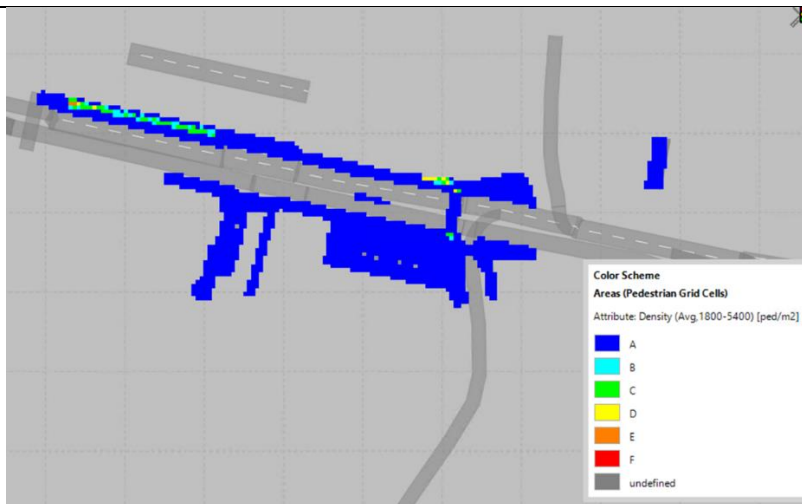 Color Scheme
Areas (Pedestrian Grid Cells)
Attribute: Density (Avg,1800-5400) [ped/m2]
A
B
C
D
E
F
undefined